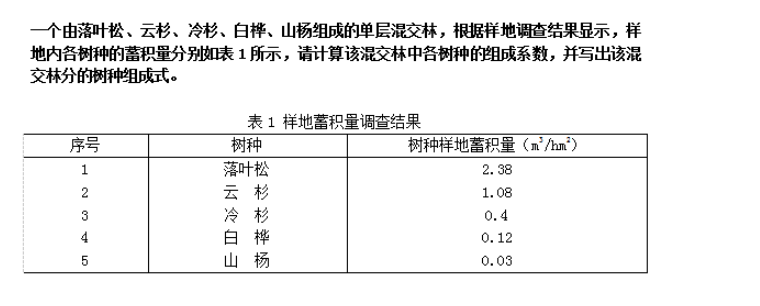 一个由落叶松、云杉、冷杉、白桦、山杨组成的单层混交林，根据样地调查结果显示，样
地内各树种的蓄积量分别如表1所示，请计算该混交林中各树种的组成系数，并写出该混
交林分的树种组成式。
表1 样地蓄积量调查结果
序号 树种 树种样地蓄积量（m³/hm²）
1 落叶松 2.38
2 云 杉 1.08
3 冷 杉 0.4
4 白 桦 0.12
5 山 杨 0.03